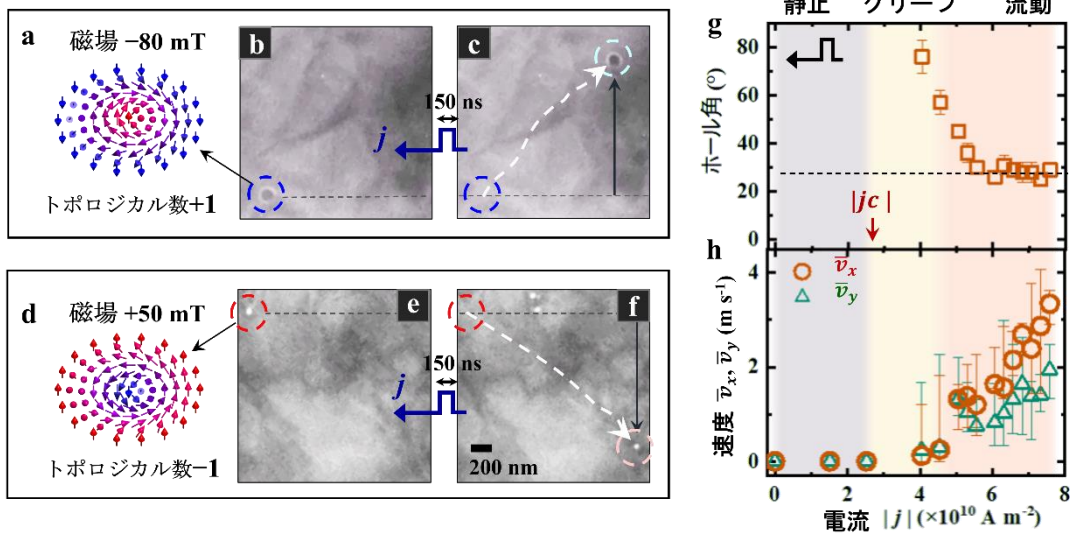 a
磁場 −80 mT
トポロジカル数+1
b
c
150 ns
j
d
磁場 +50 mT
トポロジカル数−1
e
f
150 ns
j
200 nm
静止 クリープ 流動
g
ホール角 (°)
80
60
40
20
0
|jc|
h
速度 v̅x, v̅y (m s⁻¹)
v̅x
v̅y
4
2
0
0 2 4 6 8
電流 |j| (×10¹⁰ A m⁻²)